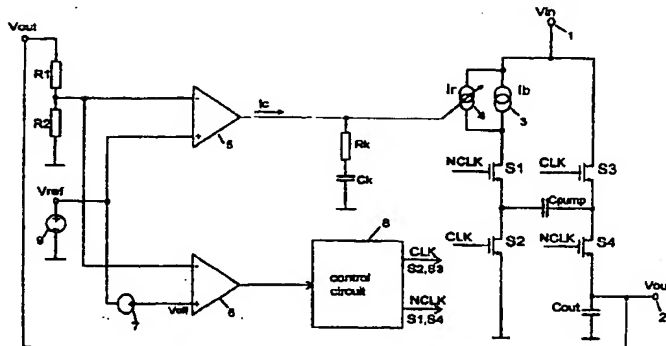 Vin
Vout
1
R1
Ic
Ir
Ib
3
R2
5
Rk
NCLK
S1
CLK
S3
Vref
Ck
Cpump
9
8
CLK
S2
NCLK
S4
CLK
S2,S3
control
circuit
NCLK
S1,S4
6
Voff
7
Vout
2
Cout